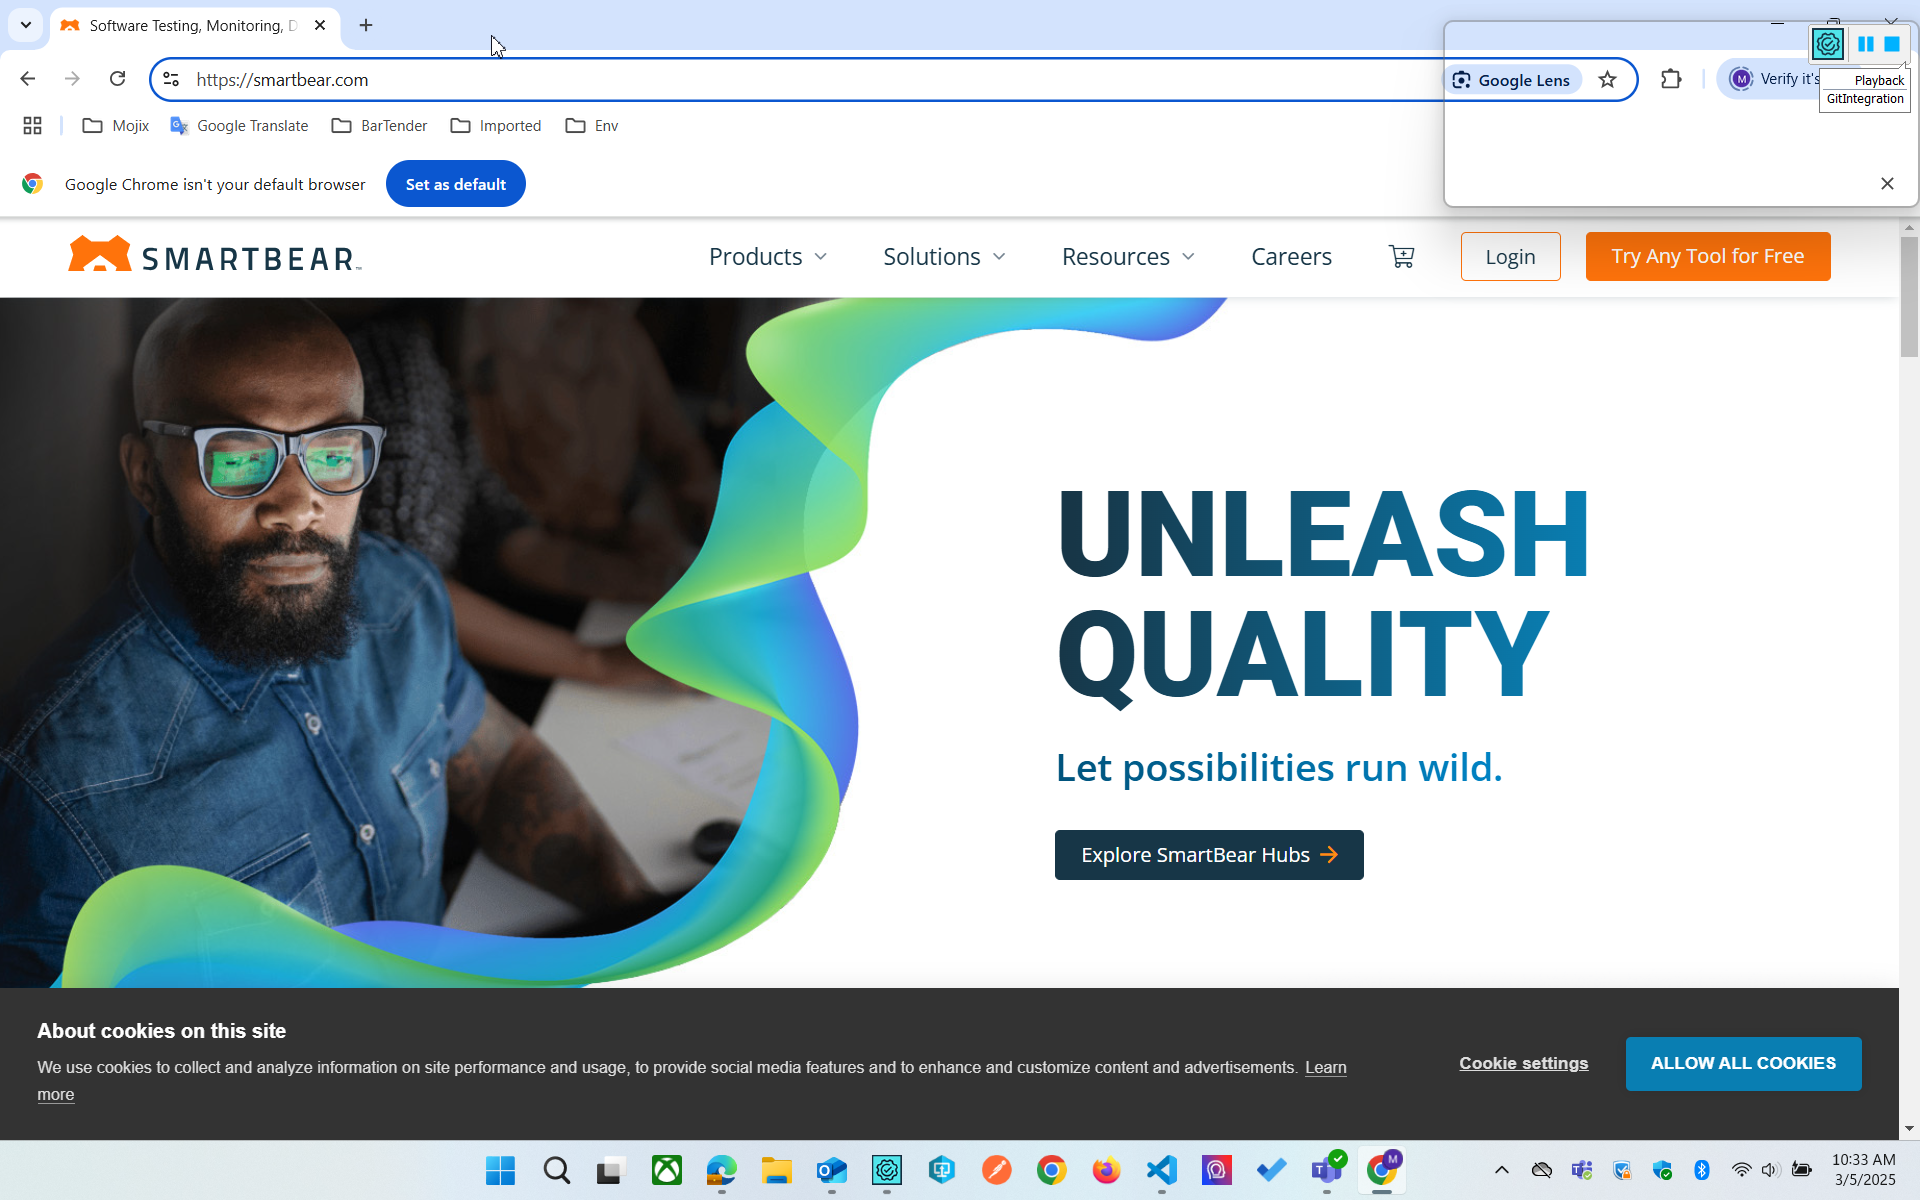 Software Testing, Monitoring, D
https://smartbear.com
Google Lens
Verify it's
Playback
GitIntegration
Mojix
Google Translate
BarTender
Imported
Env
Google Chrome isn't your default browser
Set as default
SMARTBEAR
Products
Solutions
Resources
Careers
Login
Try Any Tool for Free
UNLEASH
QUALITY
Let possibilities run wild.
Explore SmartBear Hubs
About cookies on this site
We use cookies to collect and analyze information on site performance and usage, to provide social media features and to enhance and customize content and advertisements. Learn
more
Cookie settings
ALLOW ALL COOKIES
10:33 AM
3/5/2025